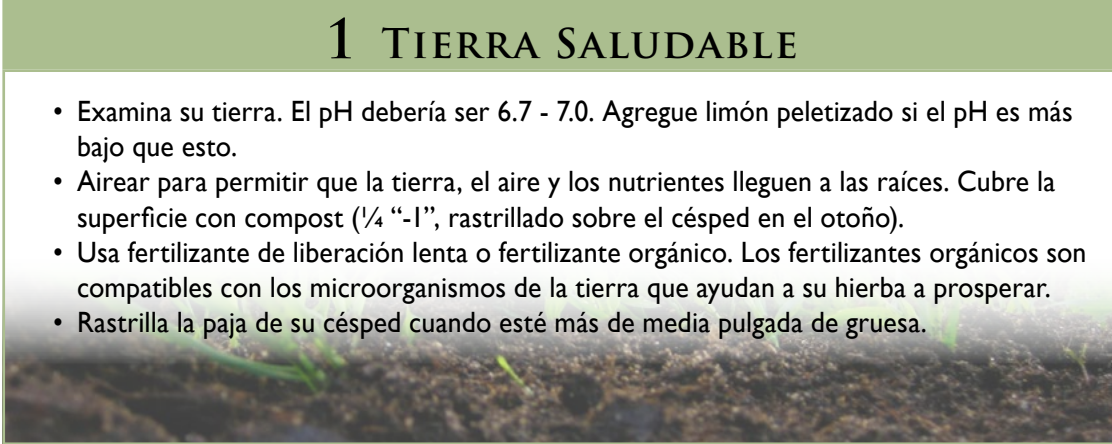 1 Tierra Saludable
• Examina su tierra. El pH debería ser 6.7 - 7.0. Agregue limón peletizado si el pH es más
bajo que esto.
• Airear para permitir que la tierra, el aire y los nutrientes lleguen a las raíces. Cubre la
superficie con compost (¼ “-1”, rastrillado sobre el césped en el otoño).
• Usa fertilizante de liberación lenta o fertilizante orgánico. Los fertilizantes orgánicos son
compatibles con los microorganismos de la tierra que ayudan a su hierba a prosperar.
• Rastrilla la paja de su césped cuando esté más de media pulgada de gruesa.